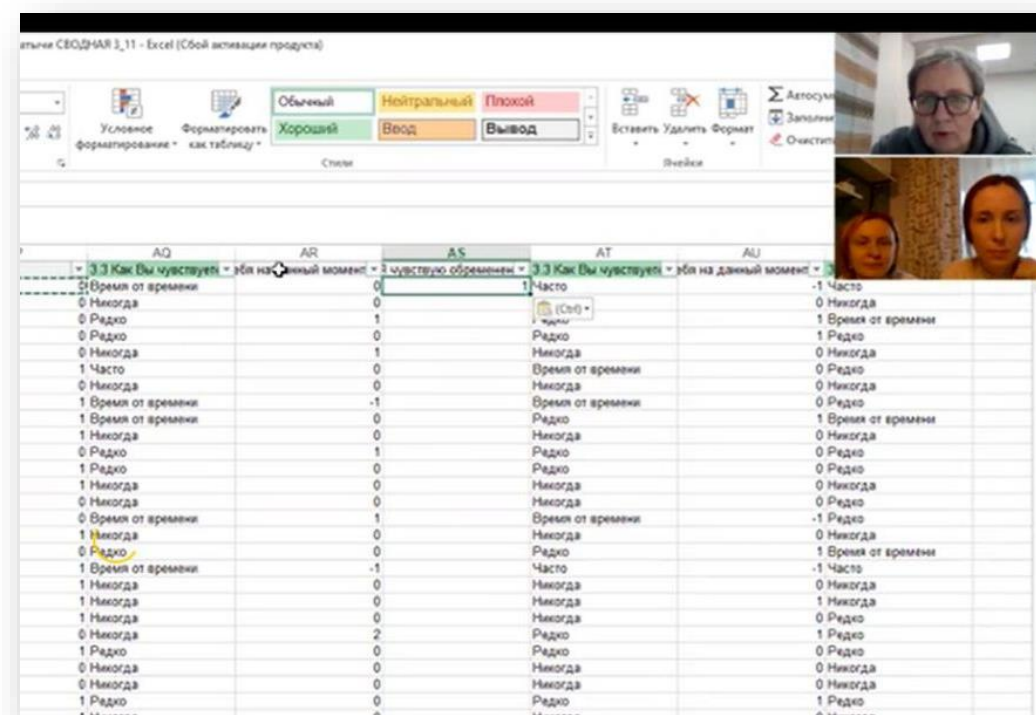 СВОДНАЯ 3_11 - Excel (Сбой активации продукта)
Обычный Нейтральный Плохой
Хороший Ввод Вывод
Условное форматирование
Форматировать как таблицу
Стили
Вставить Удалить Формат
Ячейки
Автосумм
Заполнит
Очистить
AQ AR AS AT AU
3.3 Как Вы чувствуете ебя на данный момент чувствую обременен 3.3 Как Вы чувствуете ебя на данный момент
0 Время от времени 0 1 Часто -1 Часто
0 Никогда 0 (Ctrl) 0 Никогда
0 Редко 1 1 Время от времени
0 Редко 0 Редко 1 Редко
0 Никогда 1 Никогда 0 Никогда
1 Часто 0 Время от времени 0 Редко
0 Никогда 0 Никогда 0 Никогда
1 Время от времени -1 Время от времени 0 Редко
1 Время от времени 0 Редко 1 Время от времени
1 Никогда 0 Никогда 0 Никогда
0 Редко 1 Редко 0 Редко
1 Редко 0 Редко 0 Редко
1 Никогда 0 Никогда 0 Никогда
0 Никогда 0 Никогда 0 Редко
0 Время от времени 1 Время от времени -1 Редко
1 Никогда 0 Никогда 0 Никогда
0 Редко 0 Редко 1 Время от времени
1 Время от времени -1 Часто -1 Часто
1 Никогда 0 Никогда 0 Никогда
1 Никогда 0 Никогда 1 Никогда
1 Никогда 0 Никогда 0 Редко
0 Никогда 2 Редко 1 Редко
1 Редко 0 Редко 0 Редко
0 Никогда 0 Никогда 0 Никогда
0 Никогда 0 Никогда 0 Никогда
1 Редко 0 Редко 1 Редко